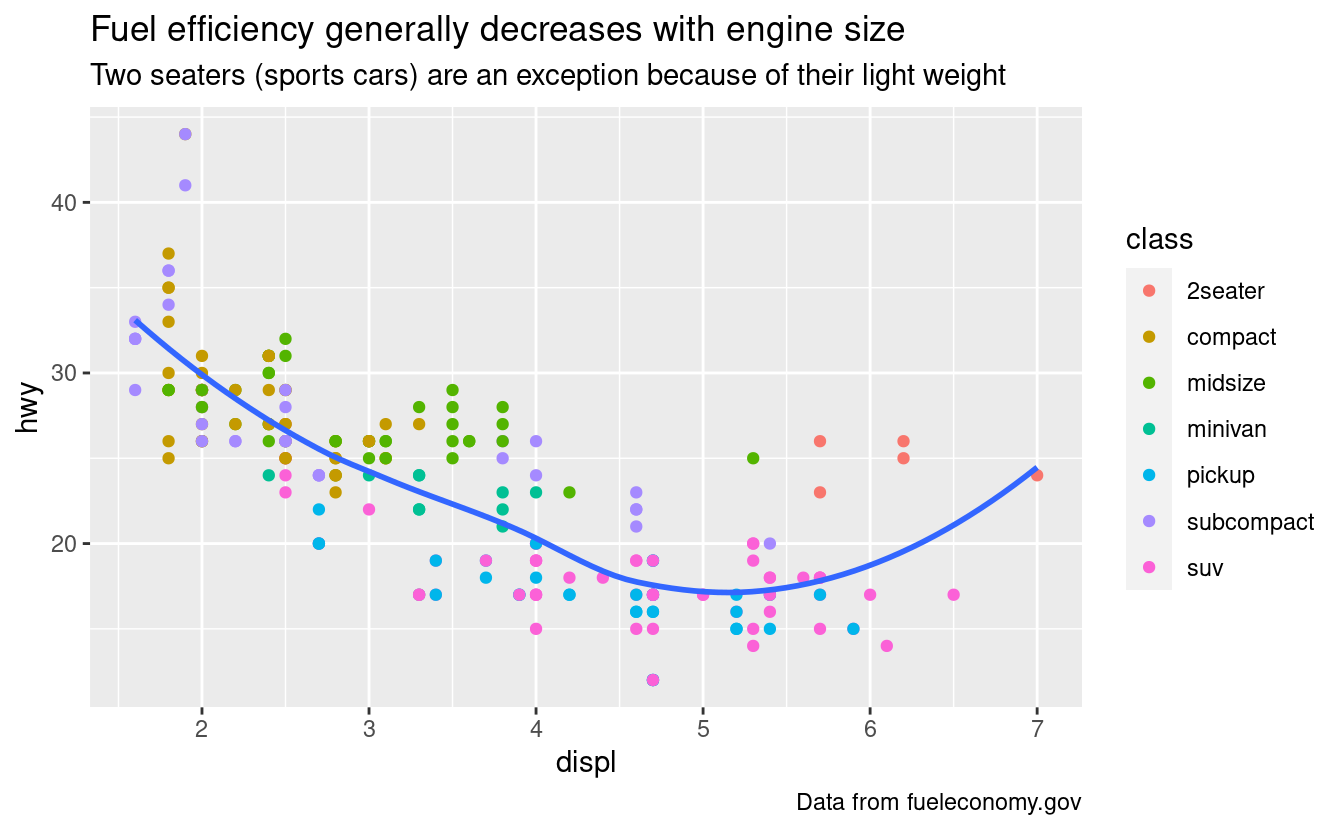 Fuel efficiency generally decreases with engine size
Two seaters (sports cars) are an exception because of their light weight
40
30
20
hwy
2 3 4 5 6 7
displ
class
2seater
compact
midsize
minivan
pickup
subcompact
suv
Data from fueleconomy.gov